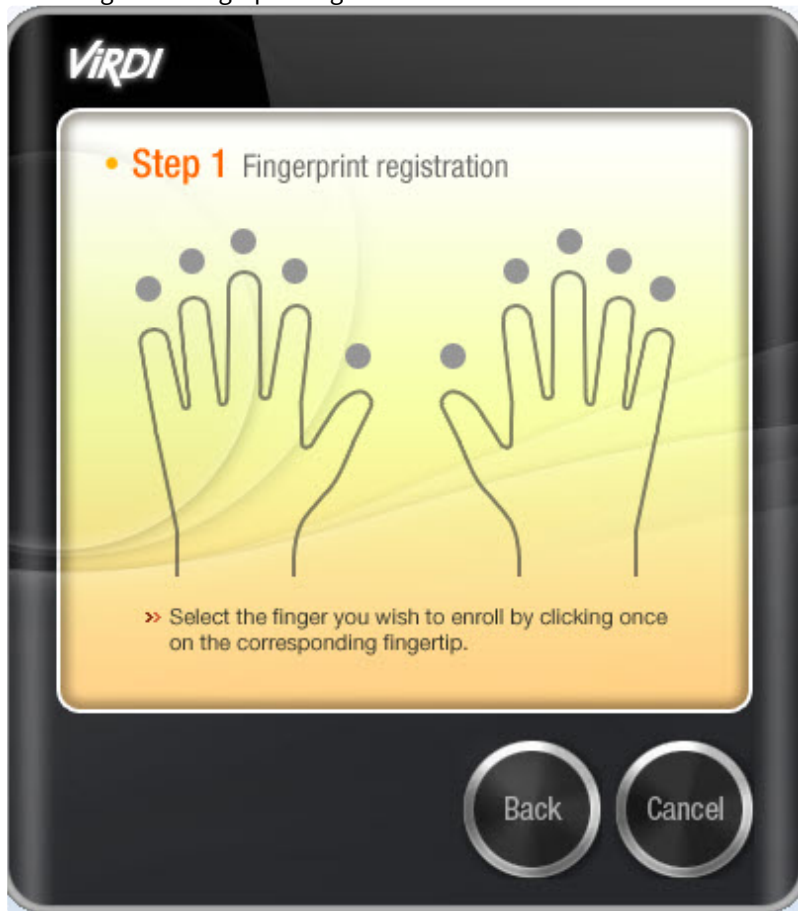 ViRDI
• Step 1 Fingerprint registration
>> Select the finger you wish to enroll by clicking once
on the corresponding fingertip.
Back
Cancel